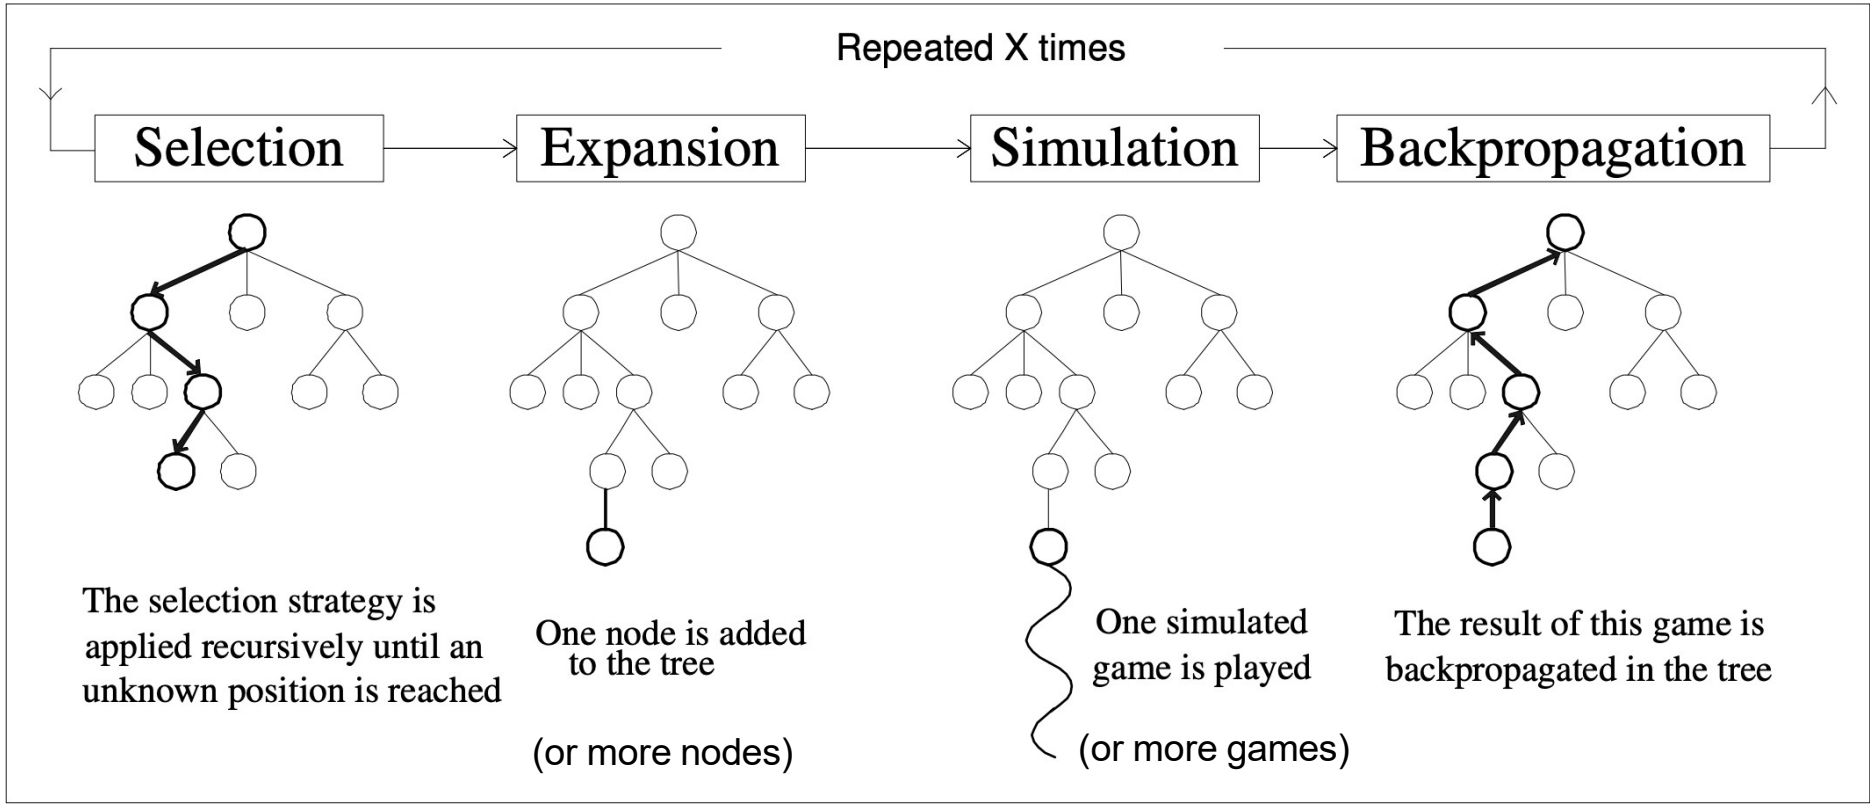 Repeated X times
Selection
Expansion
Simulation
Backpropagation
The selection strategy is
applied recursively until an
unknown position is reached
One node is added
to the tree
(or more nodes)
One simulated
game is played
(or more games)
The result of this game is
backpropagated in the tree